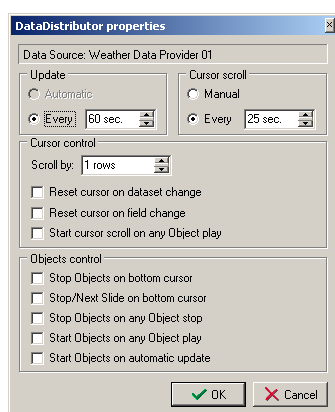 DataDistributor properties
Data Source: Weather Data Provider 01
Update
Automatic
Every 60 sec.
Cursor scroll
Manual
Every 25 sec.
Cursor control
Scroll by: 1 rows
Reset cursor on dataset change
Reset cursor on field change
Start cursor scroll on any Object play
Objects control
Stop Objects on bottom cursor
Stop/Next Slide on bottom cursor
Stop Objects on any Object stop
Start Objects on any Object play
Start Objects on automatic update
OK Cancel